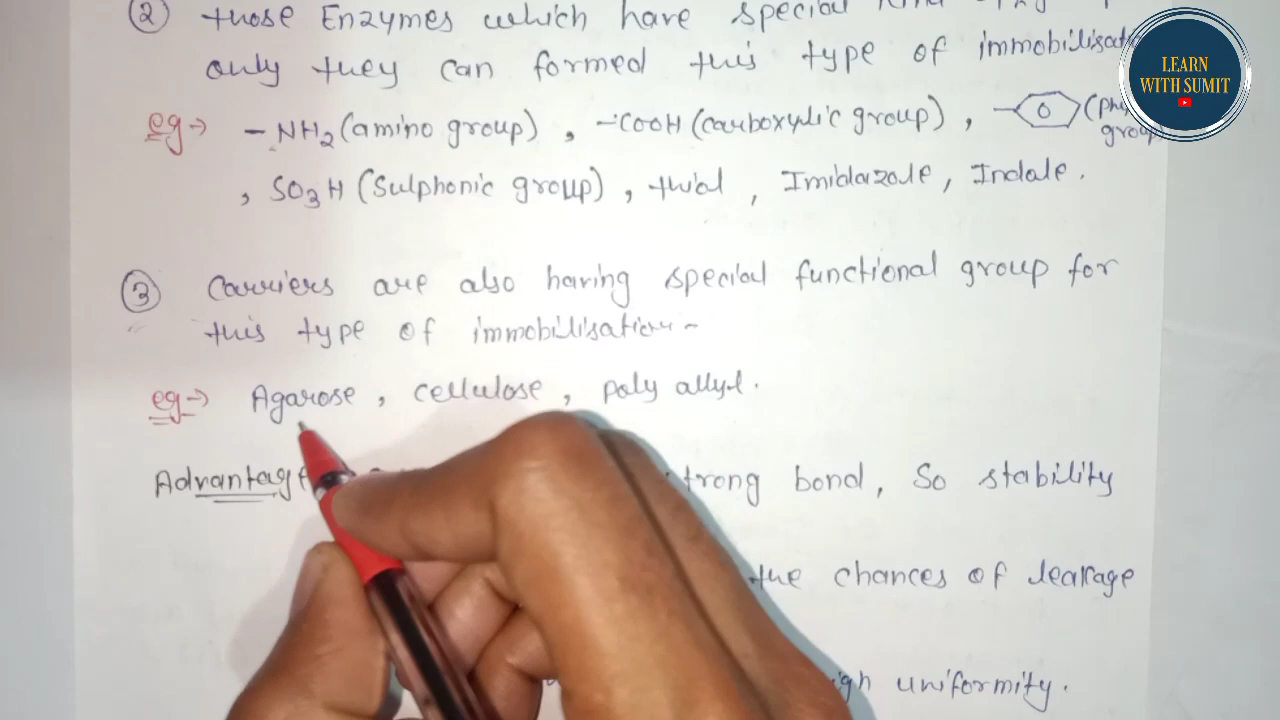 ② those Enzymes which have special
only they can formed this type of immobilisat
eg→ -NH2 (amino group), -COOH (carboxylic group), (ph
group
, SO3H (Sulphonic group), thiol, Imidazole, Indole.
③ Carriers are also having special functional group for
this type of immobilisation-
eg→ Agarose, cellulose, poly allyl.
Advantage trong bond, So stability
the chances of leakage
igh uniformity.
LEARN
WITH SUMIT